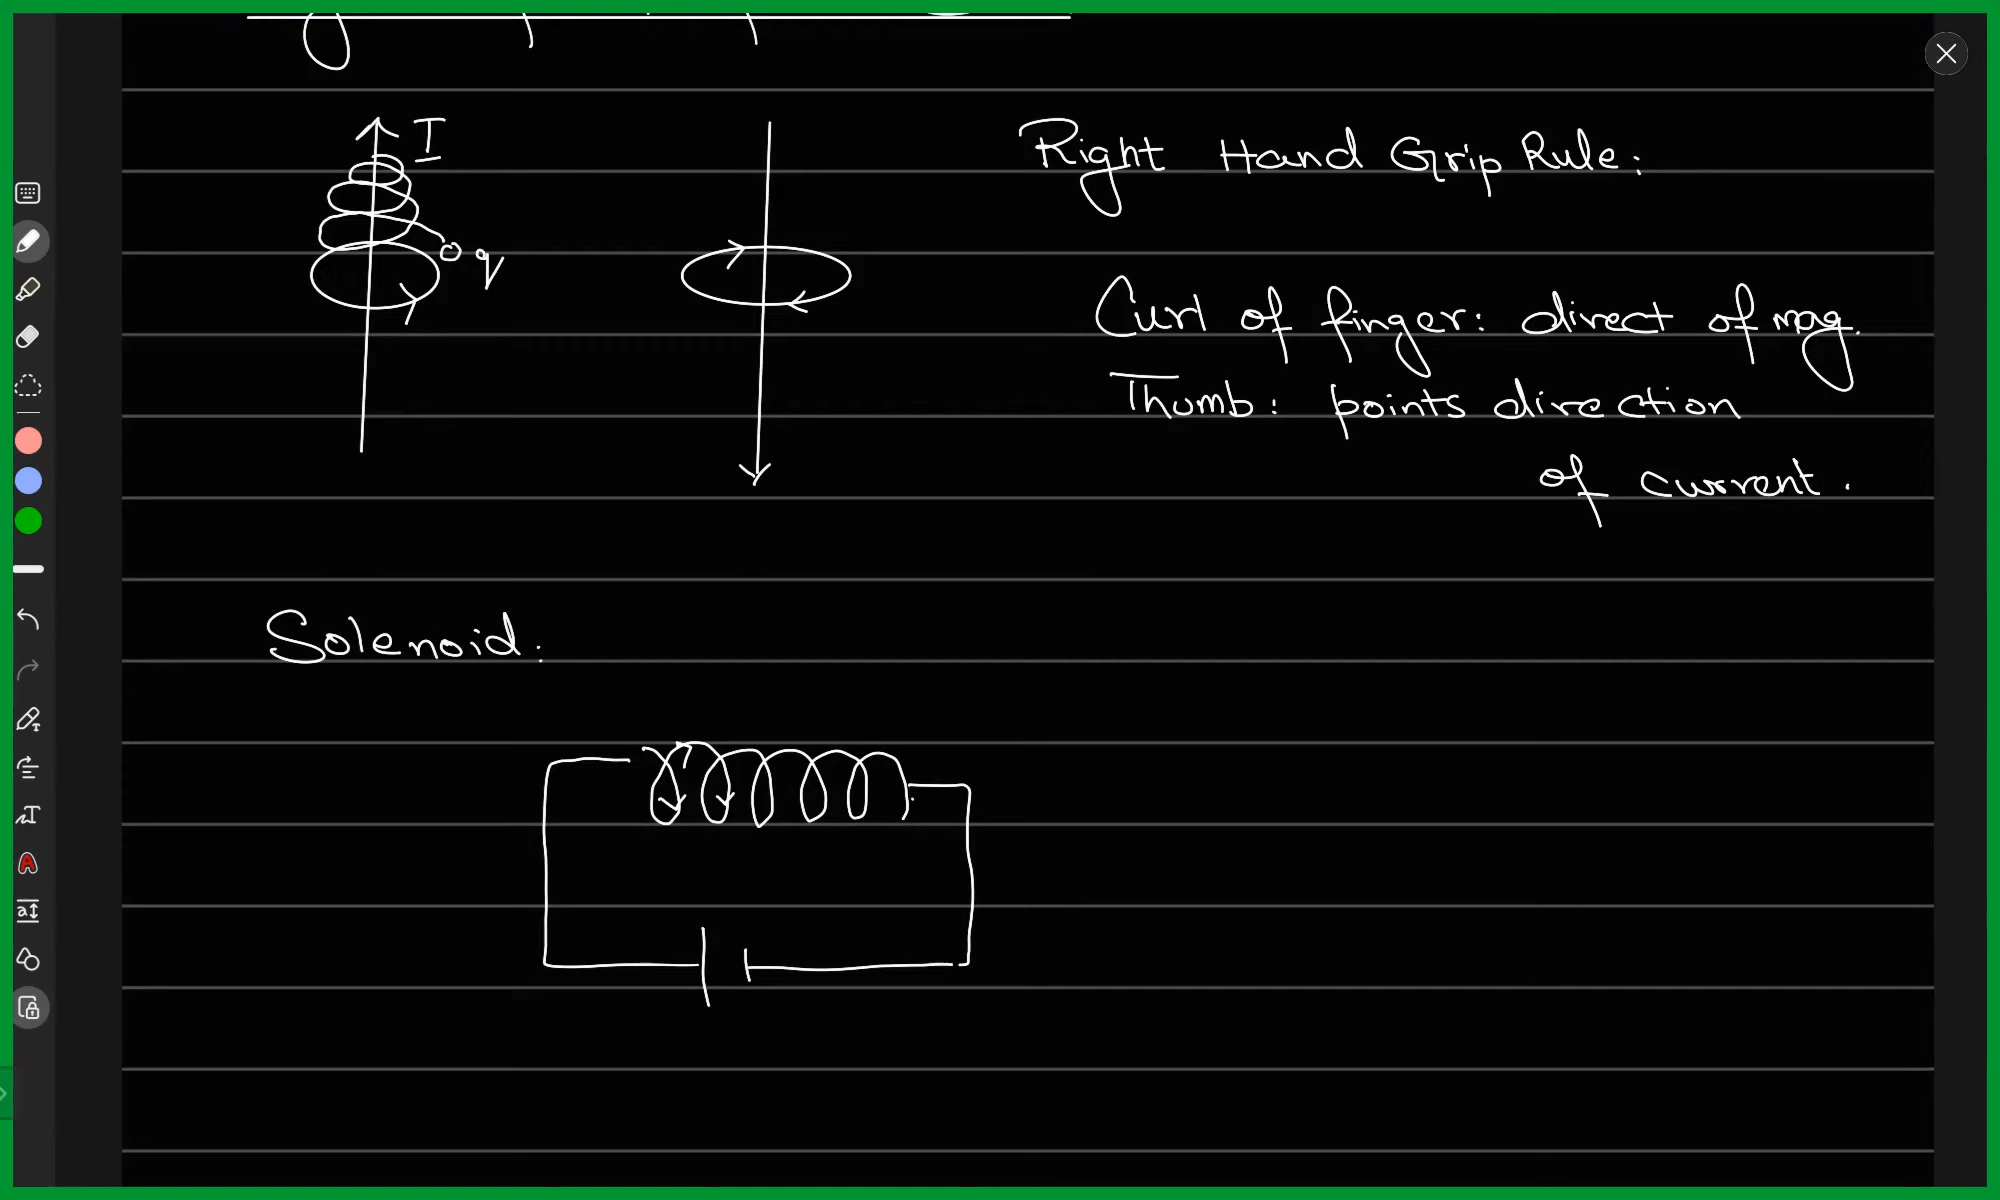 I
q
Right Hand Grip Rule:
Curl of finger: direct of mag.
Thumb: points direction
of current.
Solenoid: